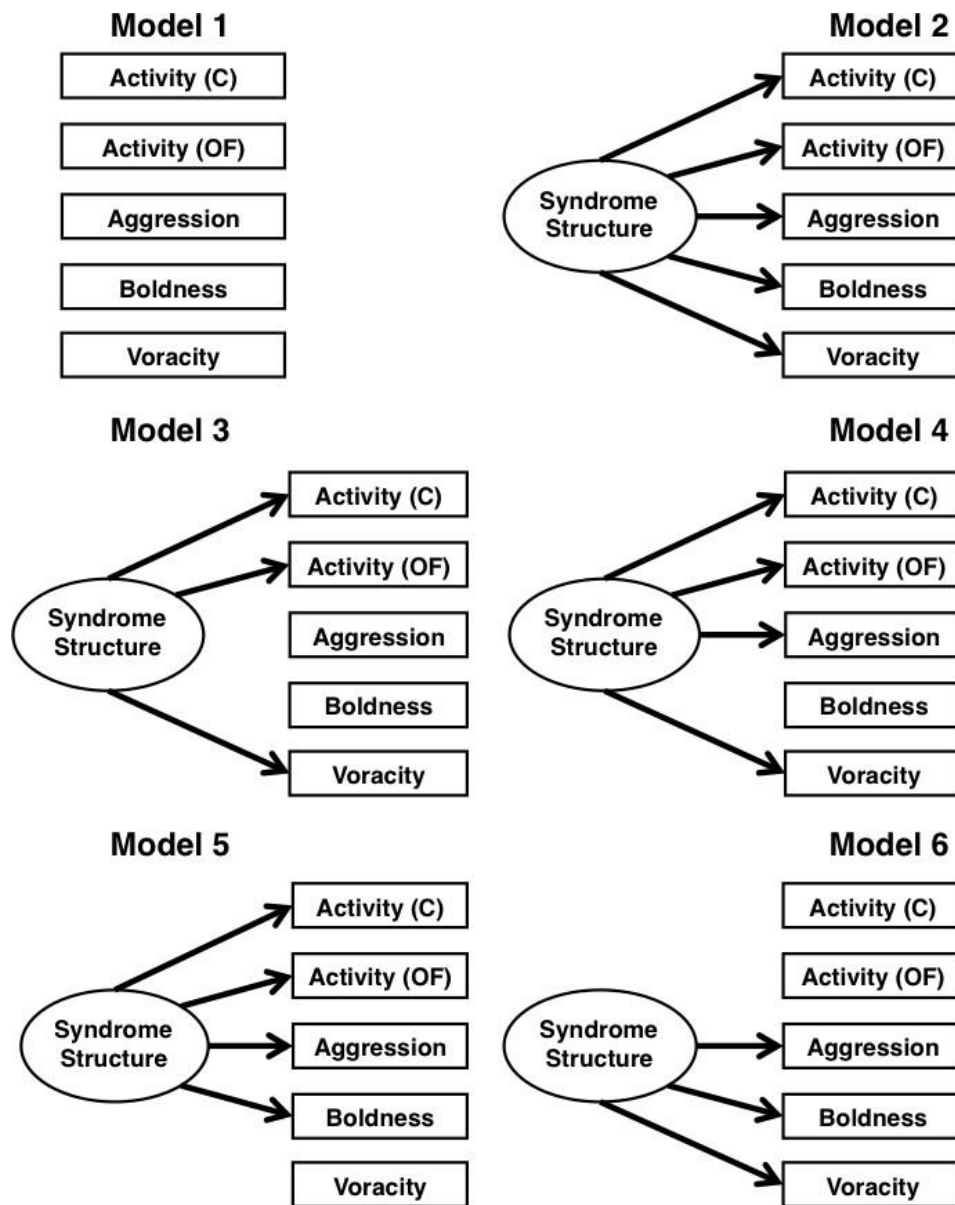 Model 1
Activity (C)
Activity (OF)
Aggression
Boldness
Voracity
Model 2
Syndrome
Structure
Activity (C)
Activity (OF)
Aggression
Boldness
Voracity
Model 3
Syndrome
Structure
Activity (C)
Activity (OF)
Aggression
Boldness
Voracity
Model 4
Syndrome
Structure
Activity (C)
Activity (OF)
Aggression
Boldness
Voracity
Model 5
Syndrome
Structure
Activity (C)
Activity (OF)
Aggression
Boldness
Voracity
Model 6
Syndrome
Structure
Activity (C)
Activity (OF)
Aggression
Boldness
Voracity